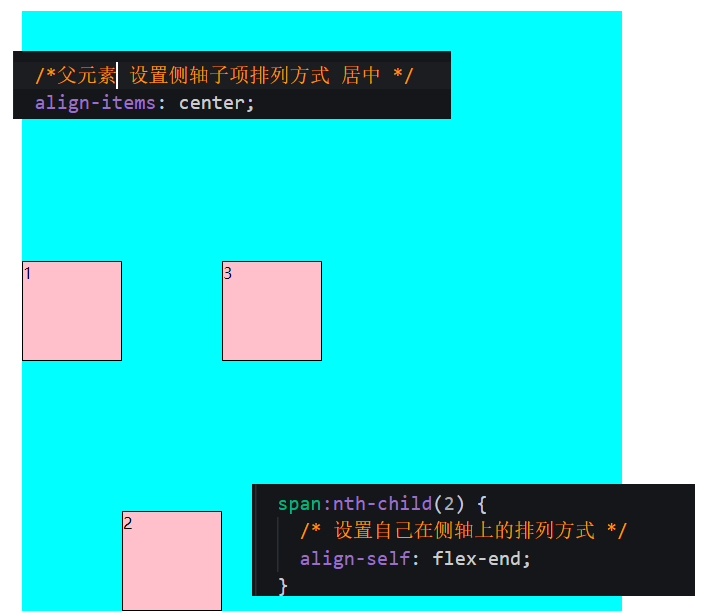 /*父元素 设置侧轴子项排列方式 居中 */
align-items: center;
1
3
2
span:nth-child(2) {
/* 设置自己在侧轴上的排列方式 */
align-self: flex-end;
}